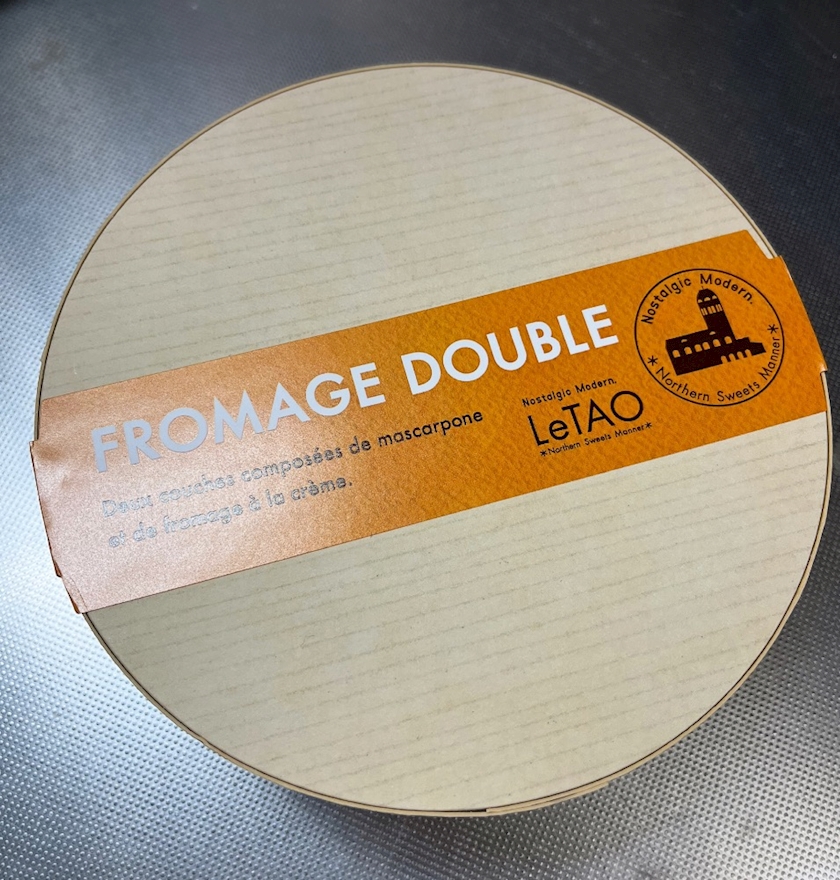 FROMAGE DOUBLE
Deux couches composées de mascarpone
et de fromage à la crème.
Nostalgic Modern.
LeTAO
*Northern Sweets Manner*
Nostalgic Modern.
*Northern Sweets Manner*